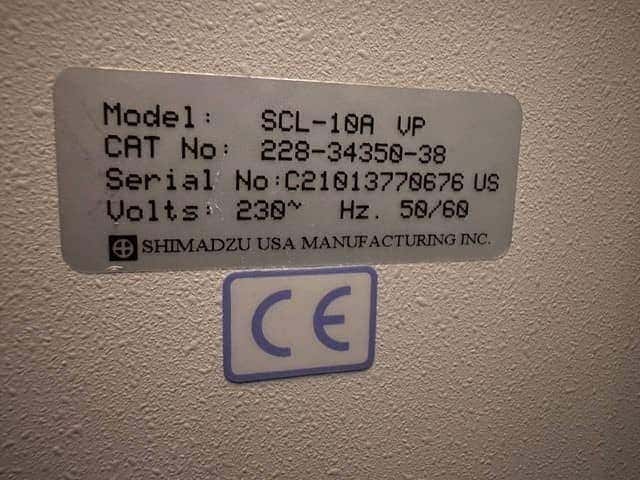 Model: SCL-10A VP
CAT No: 228-34350-38
Serial No:C21013770676 US
Volts: 230~ Hz. 50/60
SHIMADZU USA MANUFACTURING INC.
CE